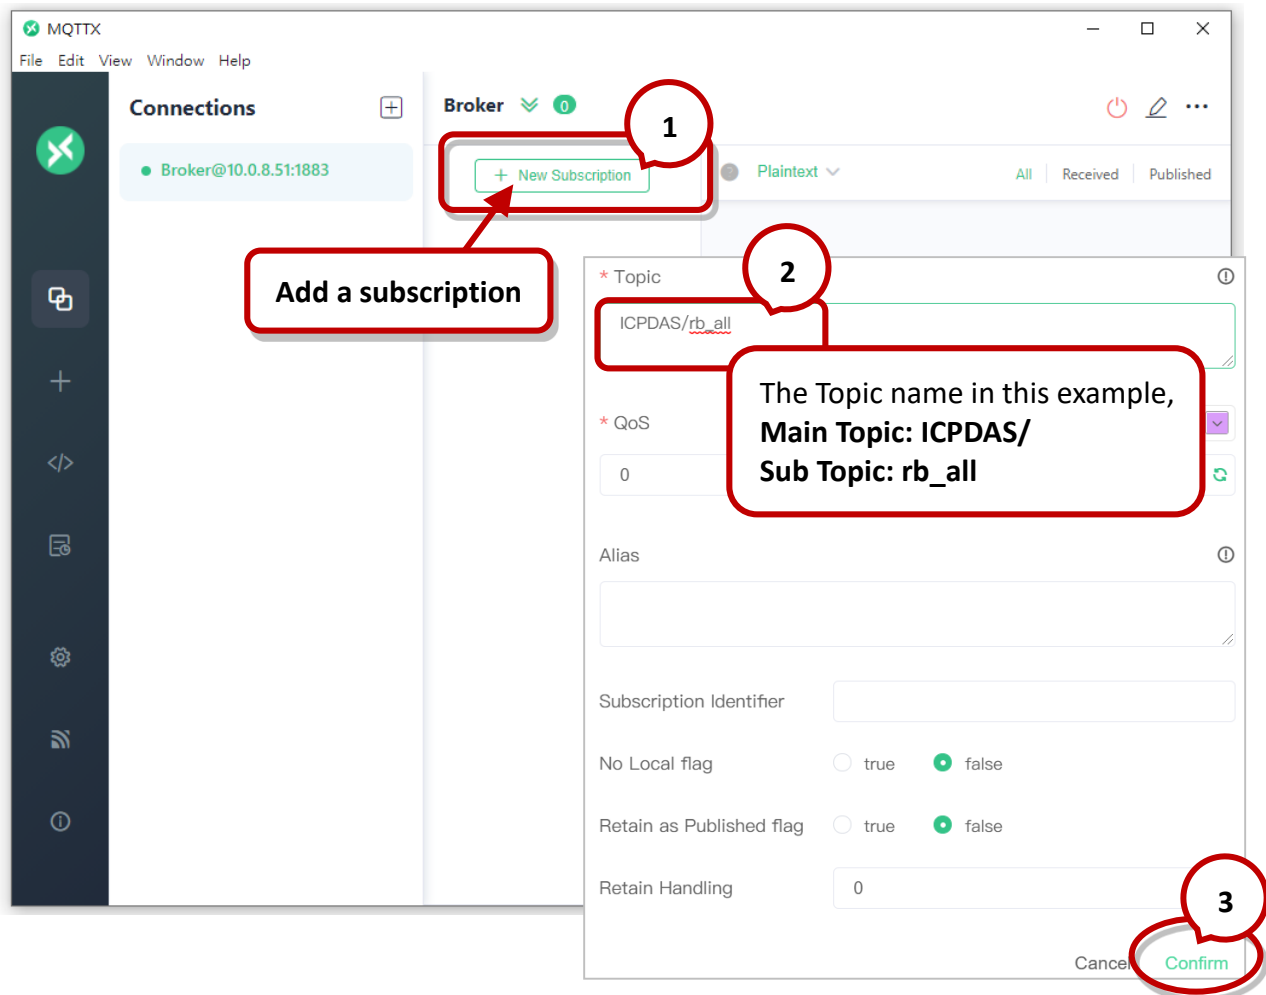 MQTTX
File Edit View Window Help
Connections
Broker 0
1
Broker@10.0.8.51:1883
+ New Subscription
Plaintext
All Received Published
Add a subscription
* Topic
2
ICPDAS/rb_all
The Topic name in this example,
Main Topic: ICPDAS/
Sub Topic: rb_all
* QoS
0
Alias
Subscription Identifier
No Local flag true false
Retain as Published flag true false
Retain Handling 0
3
Cancel Confirm